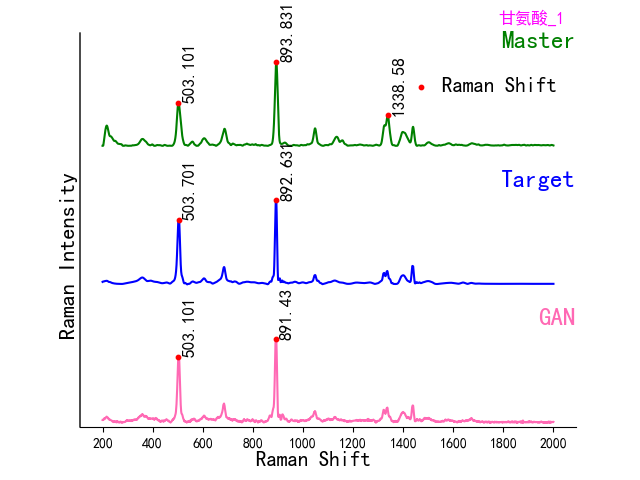 甘氨酸_1
Master
893.831
503.101
1338.58
Raman Shift
Target
892.631
503.701
GAN
891.43
503.101
Raman Intensity
200 400 600 800 1000 1200 1400 1600 1800 2000
Raman Shift